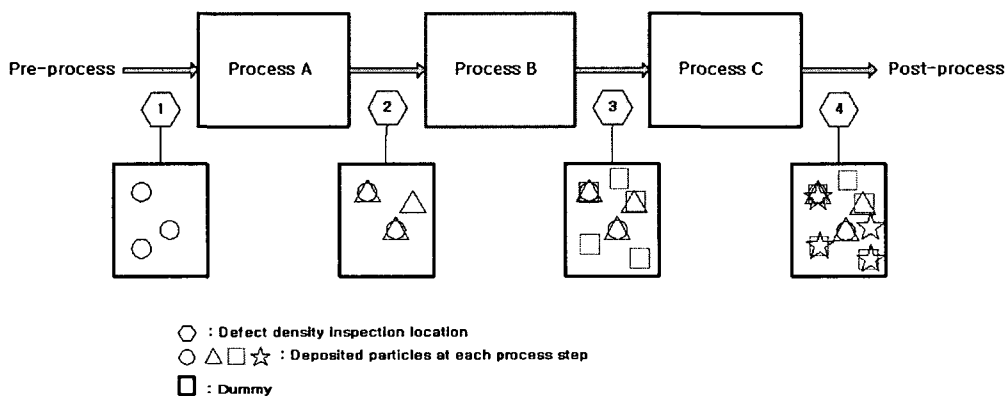 Pre-process
Process A
Process B
Process C
Post-process
1
2
3
4
: Defect density inspection location
: Deposited particles at each process step
: Dummy